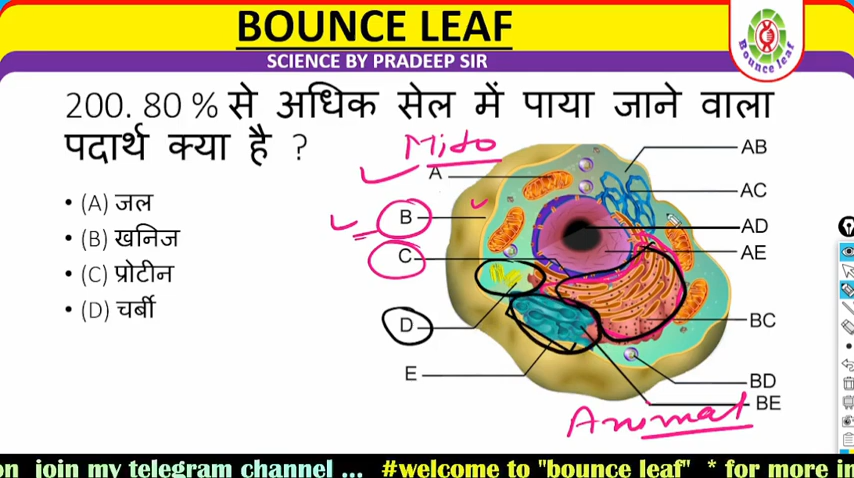 BOUNCE LEAF
SCIENCE BY PRADEEP SIR
Bounce leaf
200. 80 % से अधिक सेल में पाया जाने वाला
पदार्थ क्या है ?
• (A) जल
• (B) खनिज
• (C) प्रोटीन
• (D) चर्बी
Mito
A
B
C
D
E
AB
AC
AD
AE
BC
BD
BE
on join my telegram channel ... #welcome to "bounce leaf" * for more in